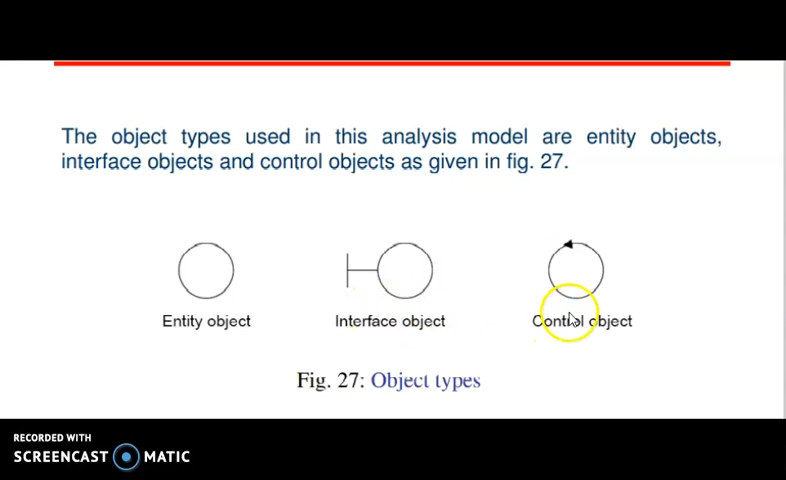 The object types used in this analysis model are entity objects,
interface objects and control objects as given in fig. 27.
Entity object
Interface object
Control object
Fig. 27: Object types
RECORDED WITH
SCREENCAST MATIC